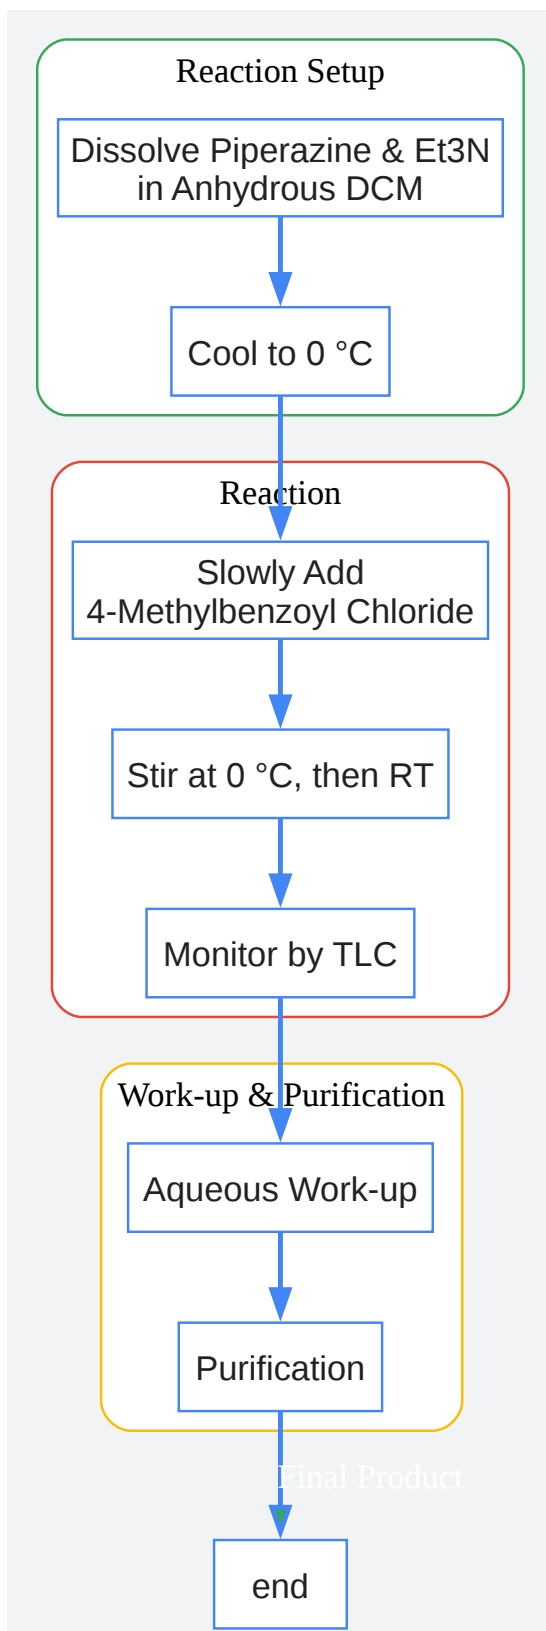 Reaction Setup
Dissolve Piperazine & Et3N
in Anhydrous DCM
Cool to 0 °C
Reaction
Slowly Add
4-Methylbenzoyl Chloride
Stir at 0 °C, then RT
Monitor by TLC
Work-up & Purification
Aqueous Work-up
Purification
Final Product
end